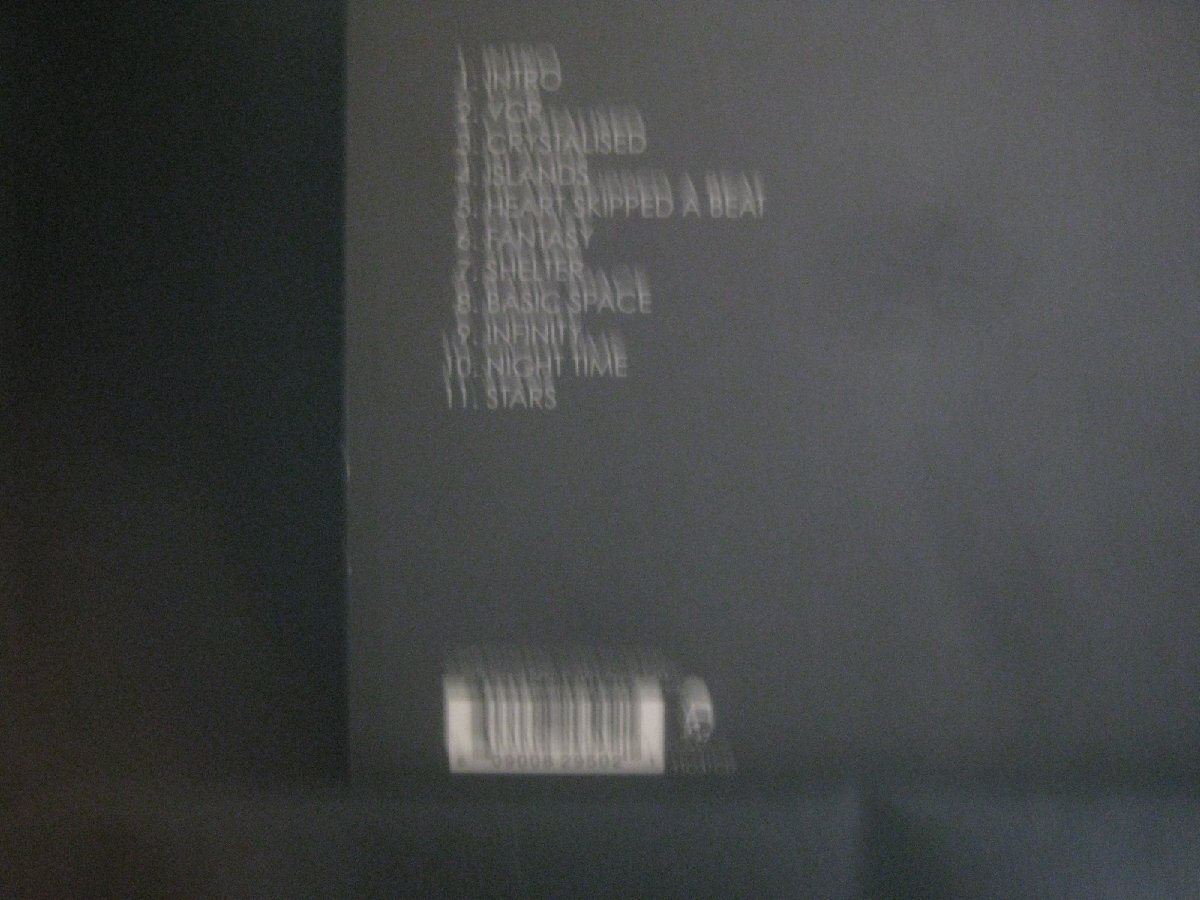 1. INTRO
2. VCR
3. CRYSTALISED
4. ISLANDS
5. HEART SKIPPED A BEAT
6. FANTASY
7. SHELTER
8. BASIC SPACE
9. INFINITY
10. NIGHT TIME
11. STARS